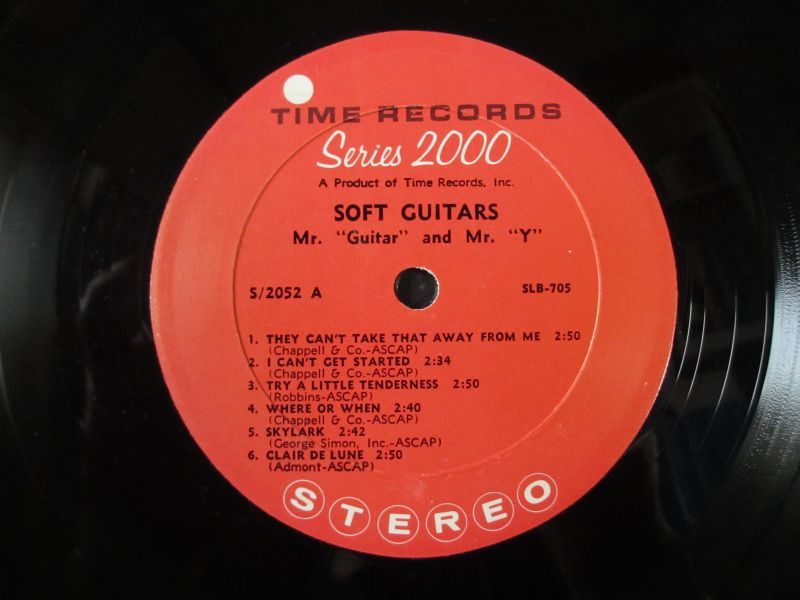 TIME RECORDS
Series 2000
A Product of Time Records, Inc.
SOFT GUITARS
Mr. "Guitar" and Mr. "Y"
S/2052 A SLB-705
1. THEY CAN'T TAKE THAT AWAY FROM ME 2:50
(Chappell & Co.-ASCAP)
2. I CAN'T GET STARTED 2:34
(Chappell & Co.-ASCAP)
3. TRY A LITTLE TENDERNESS 2:50
(Robbins-ASCAP)
4. WHERE OR WHEN 2:40
(Chappell & Co.-ASCAP)
5. SKYLARK 2:42
(George Simon, Inc.-ASCAP)
6. CLAIR DE LUNE 2:50
(Admont-ASCAP)
STEREO